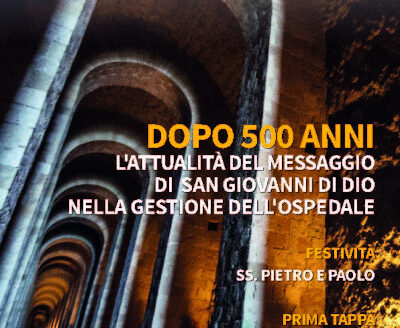 DOPO 500 ANNI
L'ATTUALITÀ DEL MESSAGGIO
DI SAN GIOVANNI DI DIO
NELLA GESTIONE DELL'OSPEDALE
FESTIVITÀ
SS. PIETRO E PAOLO
PRIMA TAPPA